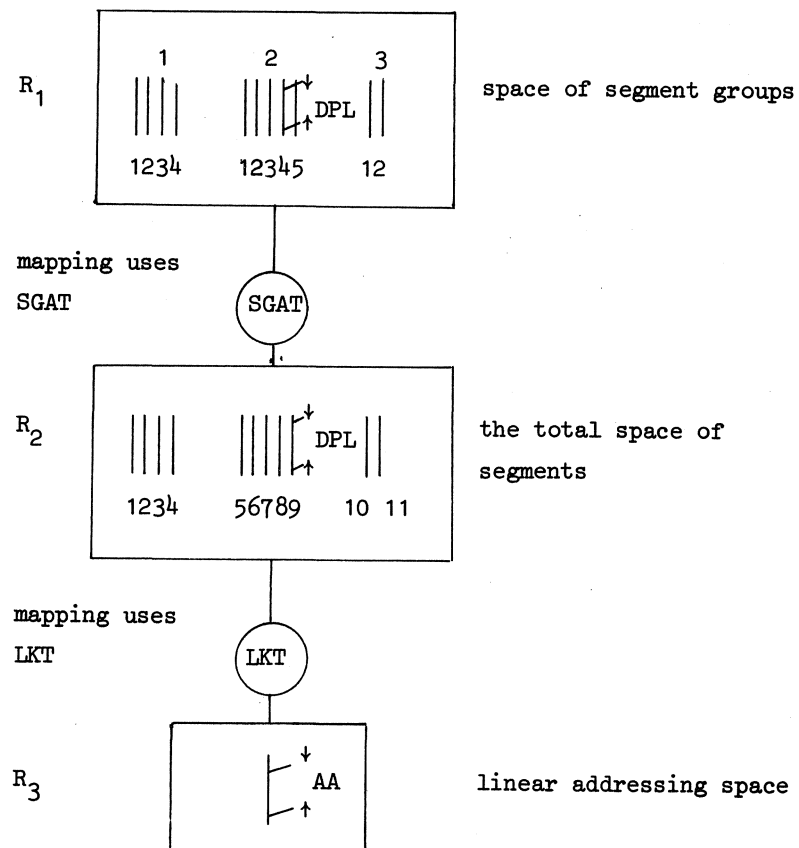 1 2 3
R1 DPL space of segment groups
1234 12345 12
mapping uses
SGAT SGAT
R2 DPL the total space of
segments
1234 56789 10 11
mapping uses
LKT LKT
R3 AA linear addressing space